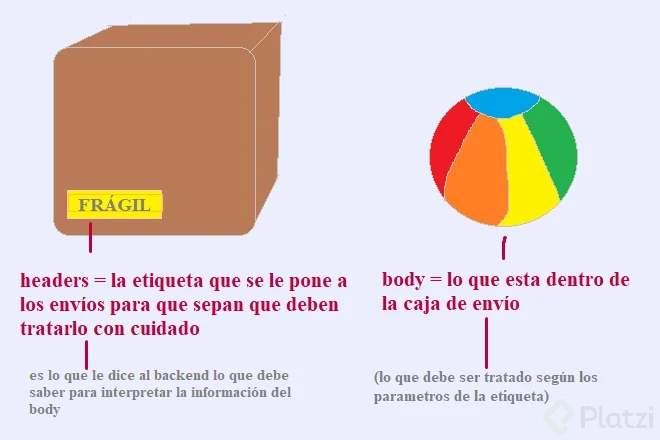 FRÁGIL
headers = la etiqueta que se le pone a
los envíos para que sepan que deben
tratarlo con cuidado
es lo que le dice al backend lo que debe
saber para interpretar la información del
body
body = lo que esta dentro de
la caja de envío
(lo que debe ser tratado según los
parametros de la etiqueta)
Platzi